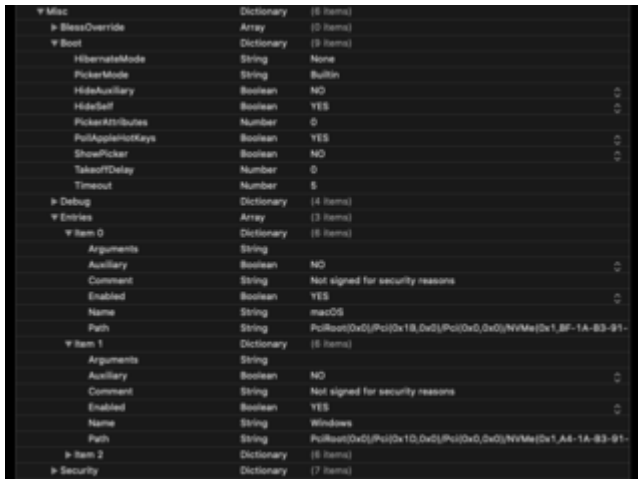 Misc Dictionary (6 items)
BlessOverride Array (0 items)
Boot Dictionary (9 items)
HibernateMode String None
PickerMode String Builtin
HideAuxiliary Boolean NO
HideSelf Boolean YES
PickerAttributes Number 0
PollAppleHotKeys Boolean YES
ShowPicker Boolean NO
TakeoffDelay Number 0
Timeout Number 5
Debug Dictionary (4 items)
Entries Array (3 items)
Item 0 Dictionary (6 items)
Arguments String
Auxiliary Boolean NO
Comment String Not signed for security reasons
Enabled Boolean YES
Name String macOS
Path String PciRoot(0x0)/Pci(0x1B,0x0)/Pci(0x0,0x0)/NVMe(0x1,BF-1A-B3-91-
Item 1 Dictionary (6 items)
Arguments String
Auxiliary Boolean NO
Comment String Not signed for security reasons
Enabled Boolean YES
Name String Windows
Path String PciRoot(0x0)/Pci(0x1D,0x0)/Pci(0x0,0x0)/NVMe(0x1,A4-1A-B3-91-
Item 2 Dictionary (6 items)
Security Dictionary (7 items)